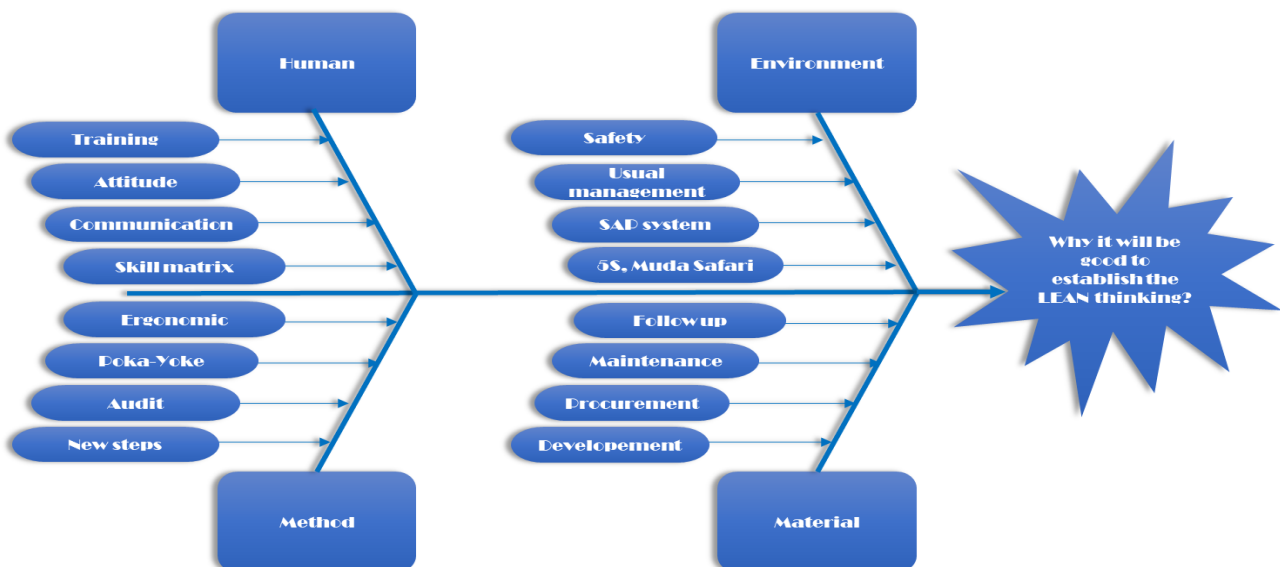 Human
Environment
Training
Attitude
Communication
Skill matrix
Safety
Usual
management
SAP system
5S, Muda Safari
Why it will be
good to
establish the
LEAN thinking?
Ergonomic
Poka-Yoke
Audit
New steps
Follow up
Maintenance
Procurement
Developement
Method
Material